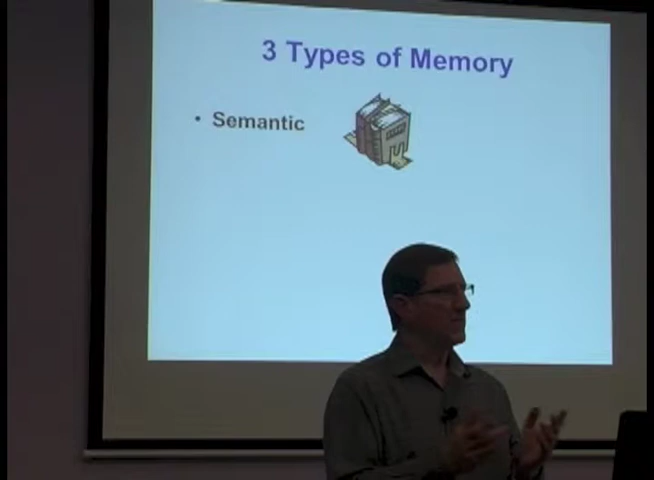 3 Types of Memory
• Semantic